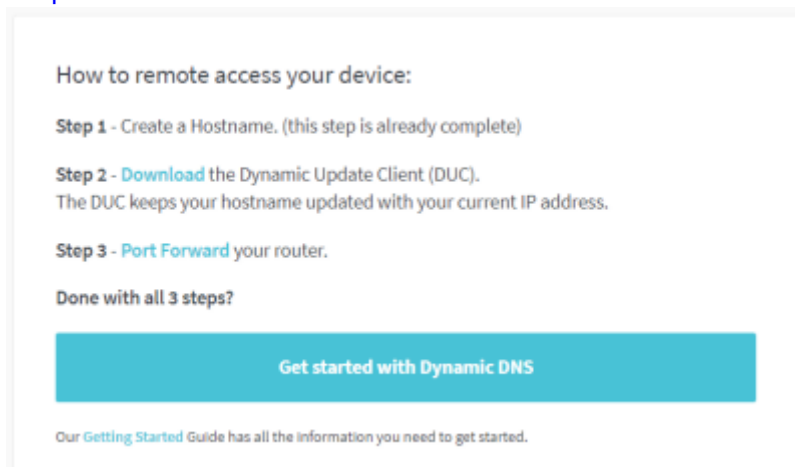 How to remote access your device:
Step 1 - Create a Hostname. (this step is already complete)
Step 2 - Download the Dynamic Update Client (DUC).
The DUC keeps your hostname updated with your current IP address.
Step 3 - Port Forward your router.
Done with all 3 steps?
Get started with Dynamic DNS
Our Getting Started Guide has all the information you need to get started.